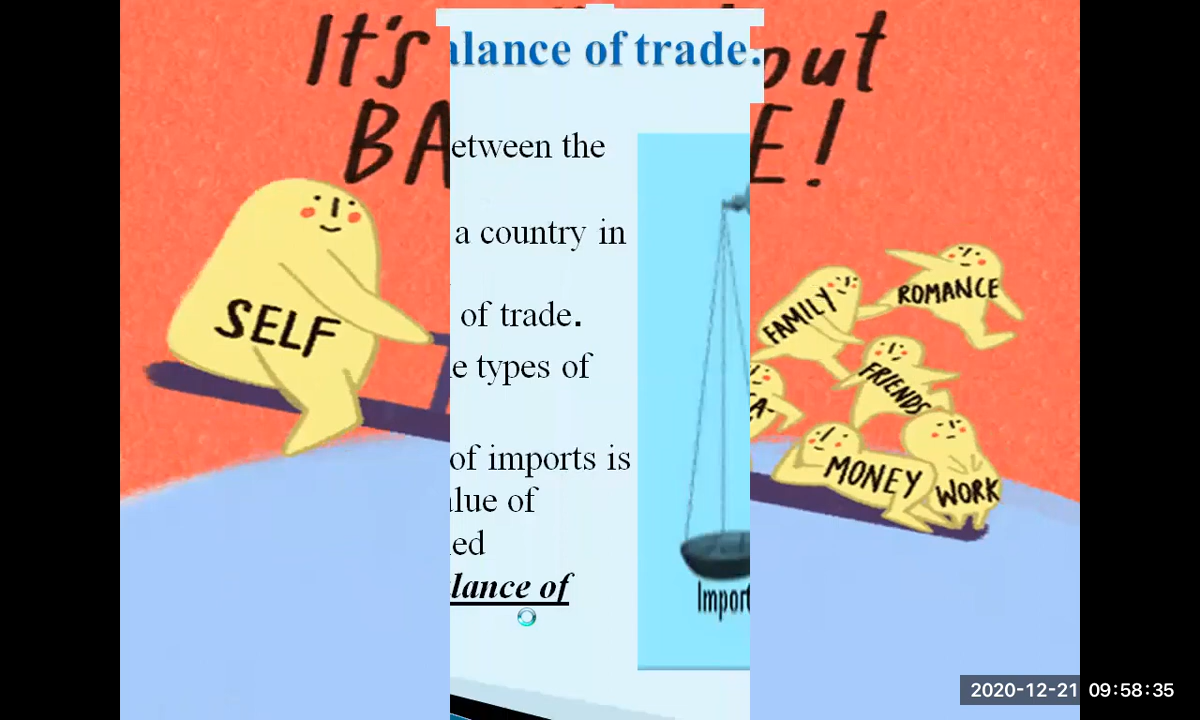 It's
alance of trade:
out
BA
E!
etween the
a country in
of trade.
e types of
of imports is
lue of
ed
lance of
Import
SELF
FAMILY
ROMANCE
FRIENDS
A-
MONEY
WORK
2020-12-21 09:58:35